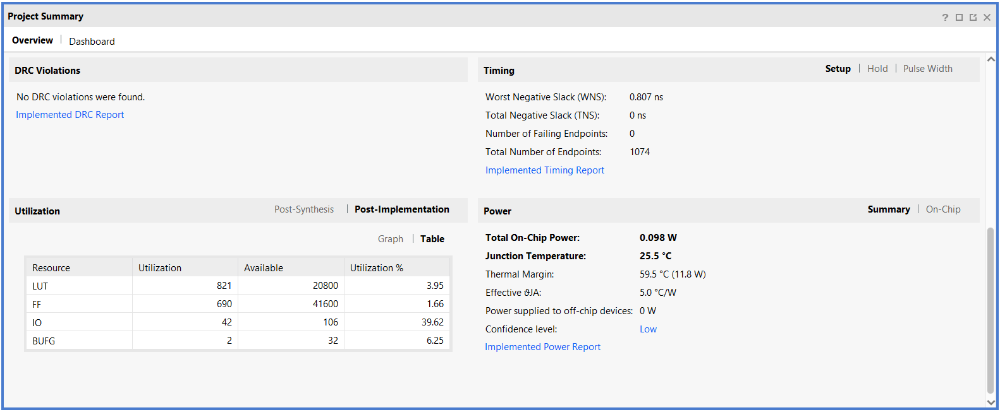 Project Summary
Overview | Dashboard
DRC Violations
No DRC violations were found.
Implemented DRC Report
Timing
Setup | Hold | Pulse Width
Worst Negative Slack (WNS): 0.807 ns
Total Negative Slack (TNS): 0 ns
Number of Failing Endpoints: 0
Total Number of Endpoints: 1074
Implemented Timing Report
Utilization
Post-Synthesis | Post-Implementation
Graph | Table
Resource Utilization Available Utilization %
LUT 821 20800 3.95
FF 690 41600 1.66
IO 42 106 39.62
BUFG 2 32 6.25
Power
Summary | On-Chip
Total On-Chip Power: 0.098 W
Junction Temperature: 25.5 °C
Thermal Margin: 59.5 °C (11.8 W)
Effective ϑJA: 5.0 °C/W
Power supplied to off-chip devices: 0 W
Confidence level: Low
Implemented Power Report